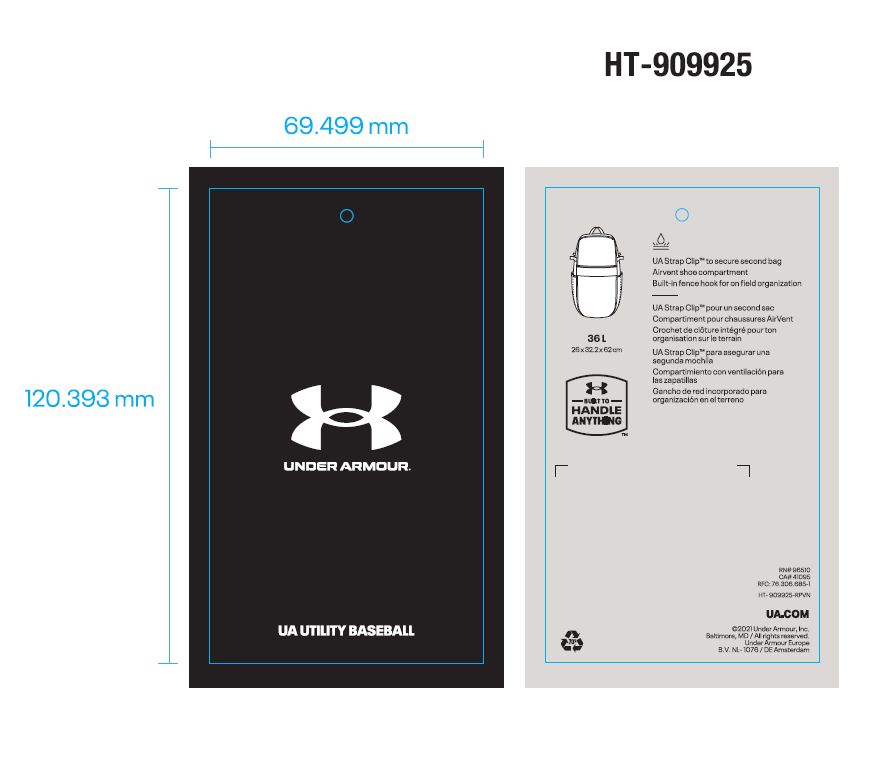 HT-909925
69.499 mm
120.393 mm
UNDER ARMOUR.
UA UTILITY BASEBALL
UA Strap Clip™ to secure second bag
Airvent shoe compartment
Built-in fence hook for on field organization
UA Strap Clip™ pour un second sac
Compartiment pour chaussures AirVent
Crochet de clôture intégré pour ton
organisation sur le terrain
UA Strap Clip™ para asegurar una
segunda mochila
Compartimiento con ventilación para
las zapatillas
Gancho de red incorporado para
organización en el terreno
36 L
26 x 32.2 x 62 cm
BUILT TO
HANDLE
ANYTHING
TM
RN# 96510
CA# 41095
RFC: 76.306.685-1
HT- 909925-RPVN
UA.COM
©2021 Under Armour, Inc.
Baltimore, MD / All rights reserved.
Under Armour Europe
B.V. NL- 1076 / DE Amsterdam